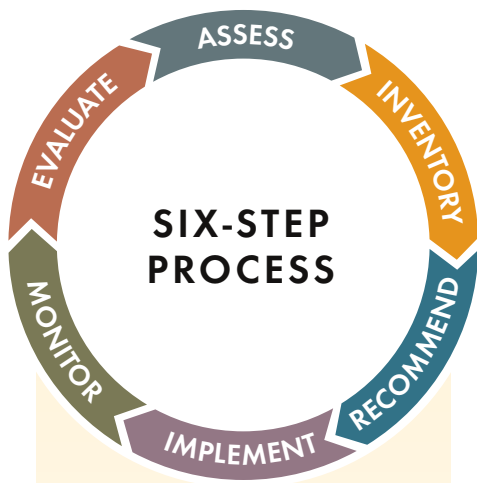 ASSESS
INVENTORY
RECOMMEND
IMPLEMENT
MONITOR
EVALUATE
SIX-STEP
PROCESS